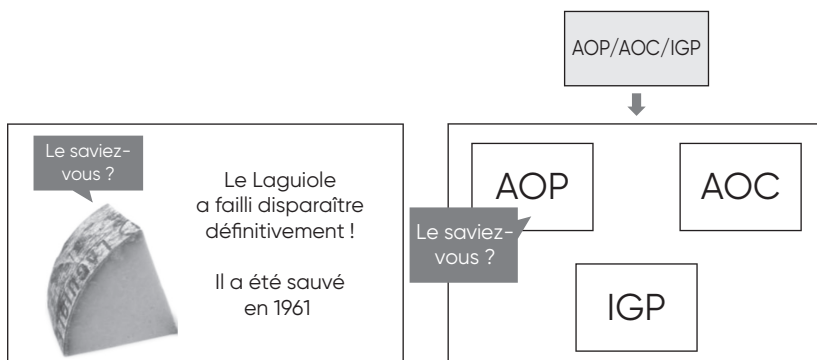 AOP/AOC/IGP
Le saviez-
vous ?
Le Laguiole
a failli disparaître
définitivement !
Il a été sauvé
en 1961
AOP
AOC
Le saviez-
vous ?
IGP